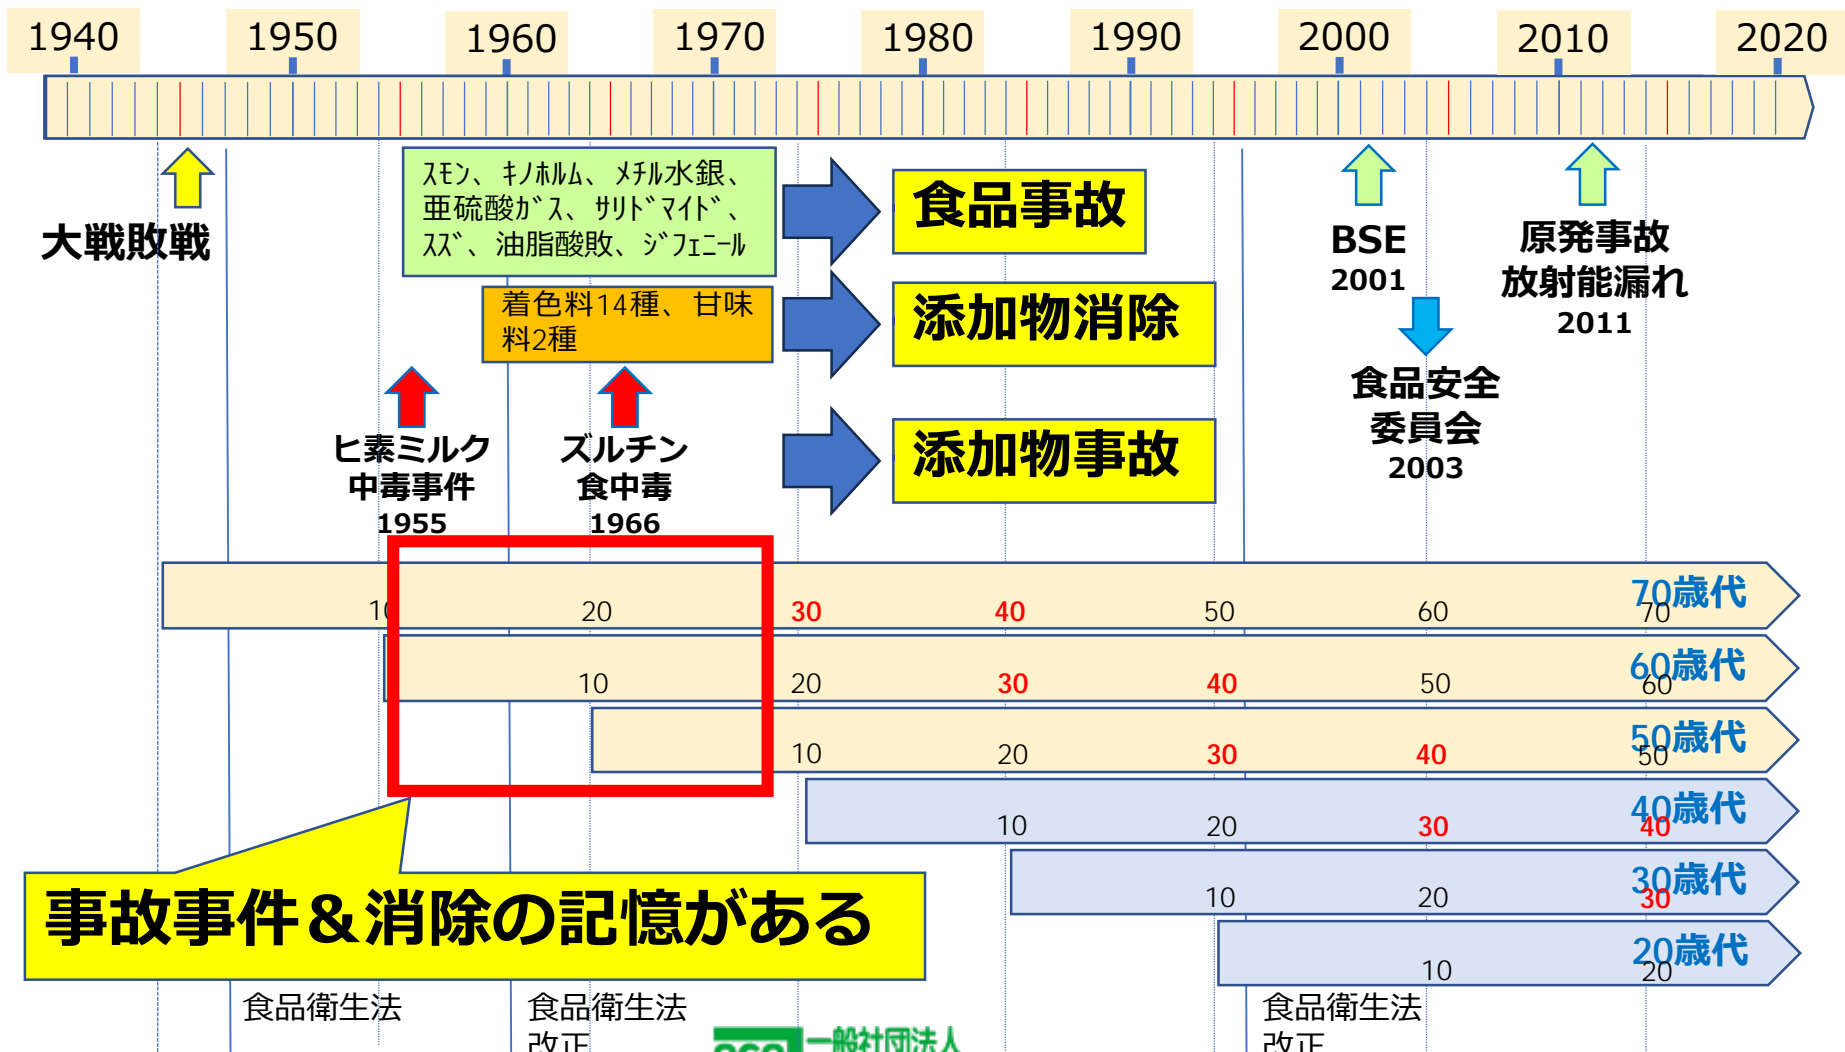 1940 1950 1960 1970 1980 1990 2000 2010 2020
大戦敗戦
ｽﾓﾝ、ｷﾉﾎﾙﾑ、ﾒﾁﾙ水銀、
亜硫酸ｶﾞｽ、ｻﾘﾄﾞﾏｲﾄﾞ、
ｽｽﾞ、油脂酸敗、ｼﾞﾌｪﾆｰﾙ
食品事故
着色料14種、甘味
料2種
添加物消除
BSE
2001
原発事故
放射能漏れ
2011
食品安全
委員会
2003
ヒ素ミルク
中毒事件
1955
ズルチン
食中毒
1966
添加物事故
70歳代
10 20 30 40 50 60 70
60歳代
10 20 30 40 50 60
50歳代
10 20 30 40 50
40歳代
10 20 30 40
30歳代
10 20 30
20歳代
10 20
事故事件＆消除の記憶がある
食品衛生法
食品衛生法
改正
食品衛生法
改正
一般社団法人